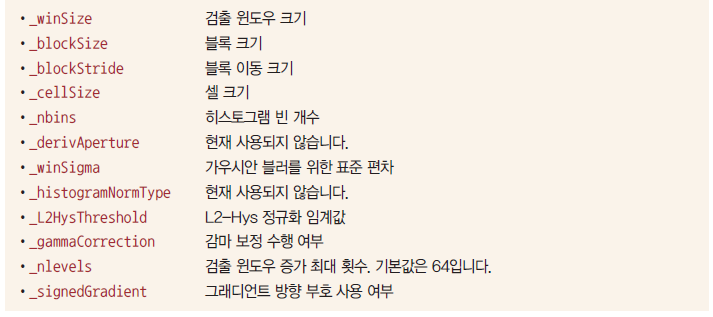 • _winSize 검출 윈도우 크기
• _blockSize 블록 크기
• _blockStride 블록 이동 크기
• _cellSize 셀 크기
• _nbins 히스토그램 빈 개수
• _derivAperture 현재 사용되지 않습니다.
• _winSigma 가우시안 블러를 위한 표준 편차
• _histogramNormType 현재 사용되지 않습니다.
• _L2HysThreshold L2-Hys 정규화 임계값
• _gammaCorrection 감마 보정 수행 여부
• _nlevels 검출 윈도우 증가 최대 횟수. 기본값은 64입니다.
• _signedGradient 그래디언트 방향 부호 사용 여부